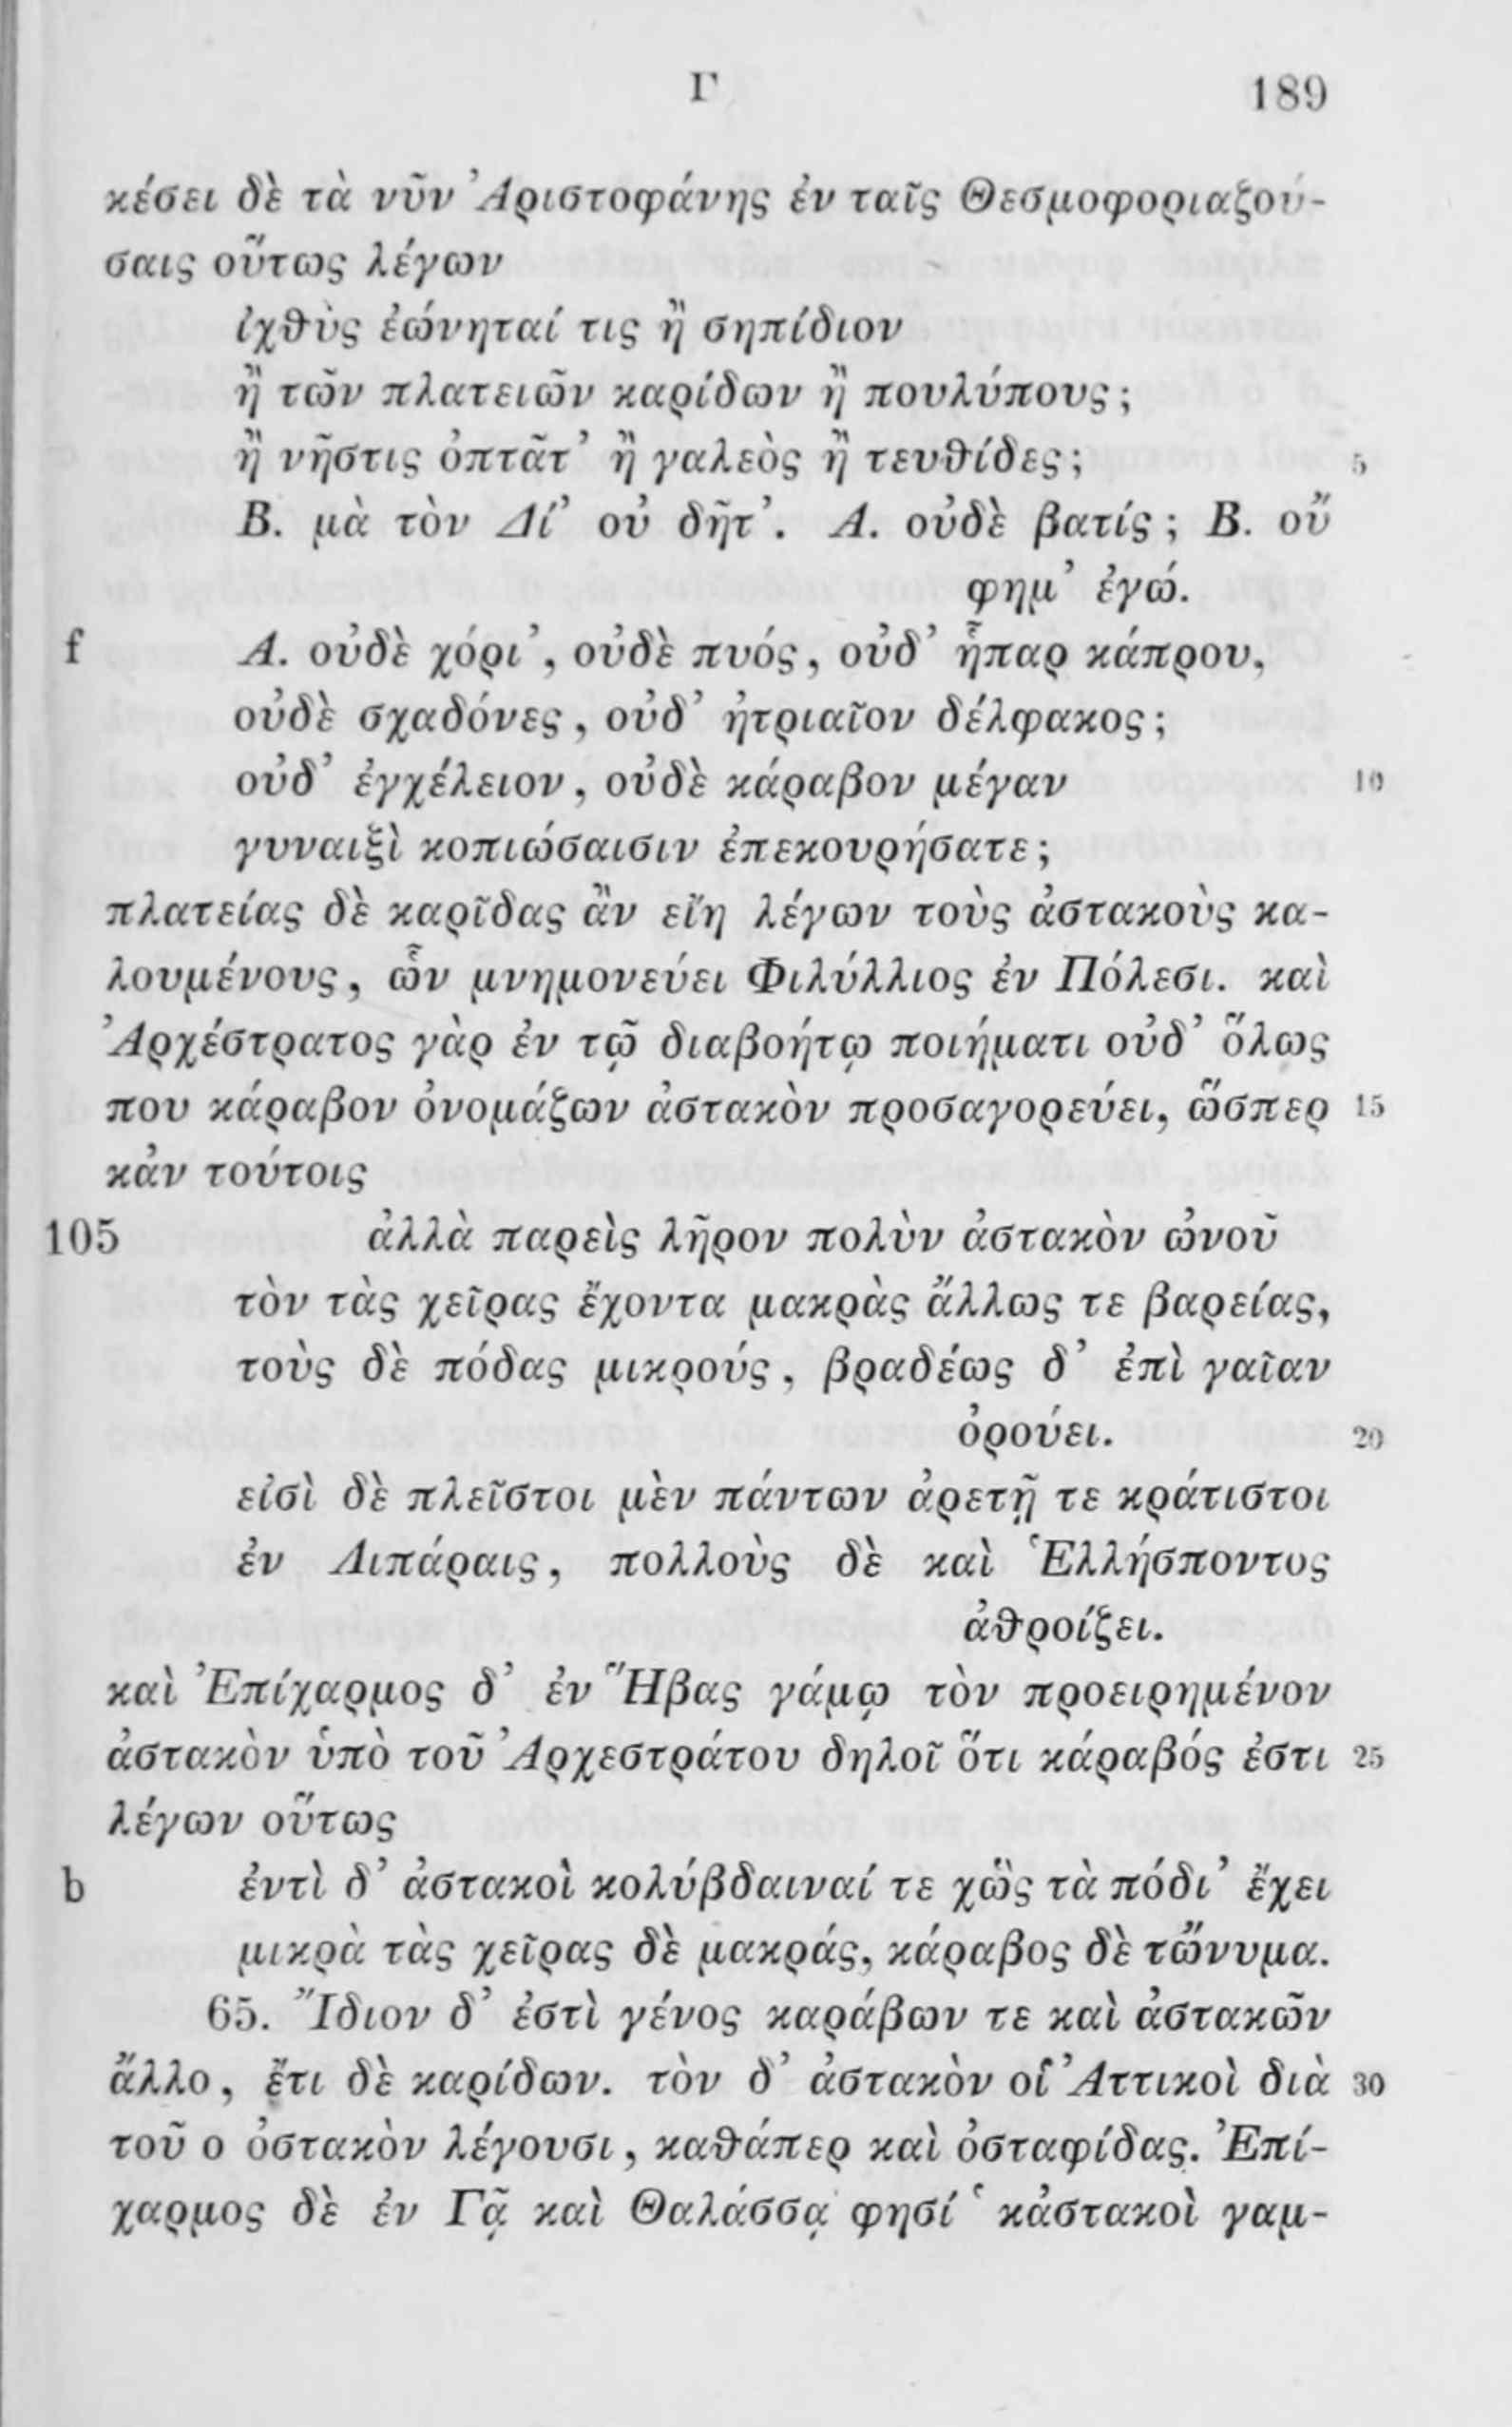 Γ 189
κέσει δὲ τὰ νῦν Ἀριστοφάνης ἐν ταῖς Θεσμοφοριαζού-
σαις οὕτως λέγων
ἰχθὺς ἐώνηταί τις ἢ σηπίδιον
ἢ τῶν πλατειῶν καρίδων ἢ πουλύπους;
ἢ νῆστις ὀπτᾶτ’ ἢ γαλεὸς ἢ τευθίδες; 5
Β. μὰ τὸν Δί’ οὐ δῆτ’. Α. οὐδὲ βατίς; Β. οὔ
φημ’ ἐγώ.
f Α. οὐδὲ χόρι’, οὐδὲ πυός, οὐδ’ ἧπαρ κάπρου,
οὐδὲ σχαδόνες, οὐδ’ ἠτριαῖον δέλφακος;
οὐδ’ ἐγχέλειον, οὐδὲ κάραβον μέγαν 10
γυναιξὶ κοπιώσαισιν ἐπεκουρήσατε;
πλατείας δὲ καρῖδας ἂν εἴη λέγων τοὺς ἀστακοὺς κα-
λουμένους, ὧν μνημονεύει Φιλύλλιος ἐν Πόλεσι. καὶ
Ἀρχέστρατος γὰρ ἐν τῷ διαβοήτῳ ποιήματι οὐδ’ ὅλως
που κάραβον ὀνομάζων ἀστακὸν προσαγορεύει, ὥσπερ 15
κἀν τούτοις
105 ἀλλὰ παρεὶς λῆρον πολὺν ἀστακὸν ὠνοῦ
τὸν τὰς χεῖρας ἔχοντα μακρὰς ἄλλως τε βαρείας,
τοὺς δὲ πόδας μικρούς, βραδέως δ’ ἐπὶ γαῖαν
ὀρούει. 20
εἰσὶ δὲ πλεῖστοι μὲν πάντων ἀρετῇ τε κράτιστοι
ἐν Λιπάραις, πολλοὺς δὲ καὶ Ἑλλήσποντος
ἀθροίζει.
καὶ Ἐπίχαρμος δ’ ἐν Ἥβας γάμῳ τὸν προειρημένον
ἀστακὸν ὑπὸ τοῦ Ἀρχεστράτου δηλοῖ ὅτι κάραβός ἐστι 25
λέγων οὕτως
b ἐντὶ δ’ ἀστακοὶ κολύβδαιναί τε χὣς τὰ πόδι’ ἔχει
μικρὰ τὰς χεῖρας δὲ μακράς, κάραβος δὲ τὤνυμα.
65. Ἴδιον δ’ ἐστὶ γένος καράβων τε καὶ ἀστακῶν
ἄλλο, ἔτι δὲ καρίδων. τὸν δ’ ἀστακὸν οἱ Ἀττικοὶ διὰ 30
τοῦ ο ὀστακὸν λέγουσι, καθάπερ καὶ ὀσταφίδας. Ἐπί-
χαρμος δὲ ἐν Γᾷ καὶ Θαλάσσᾳ φησί ‘κἀστακοὶ γαμ-